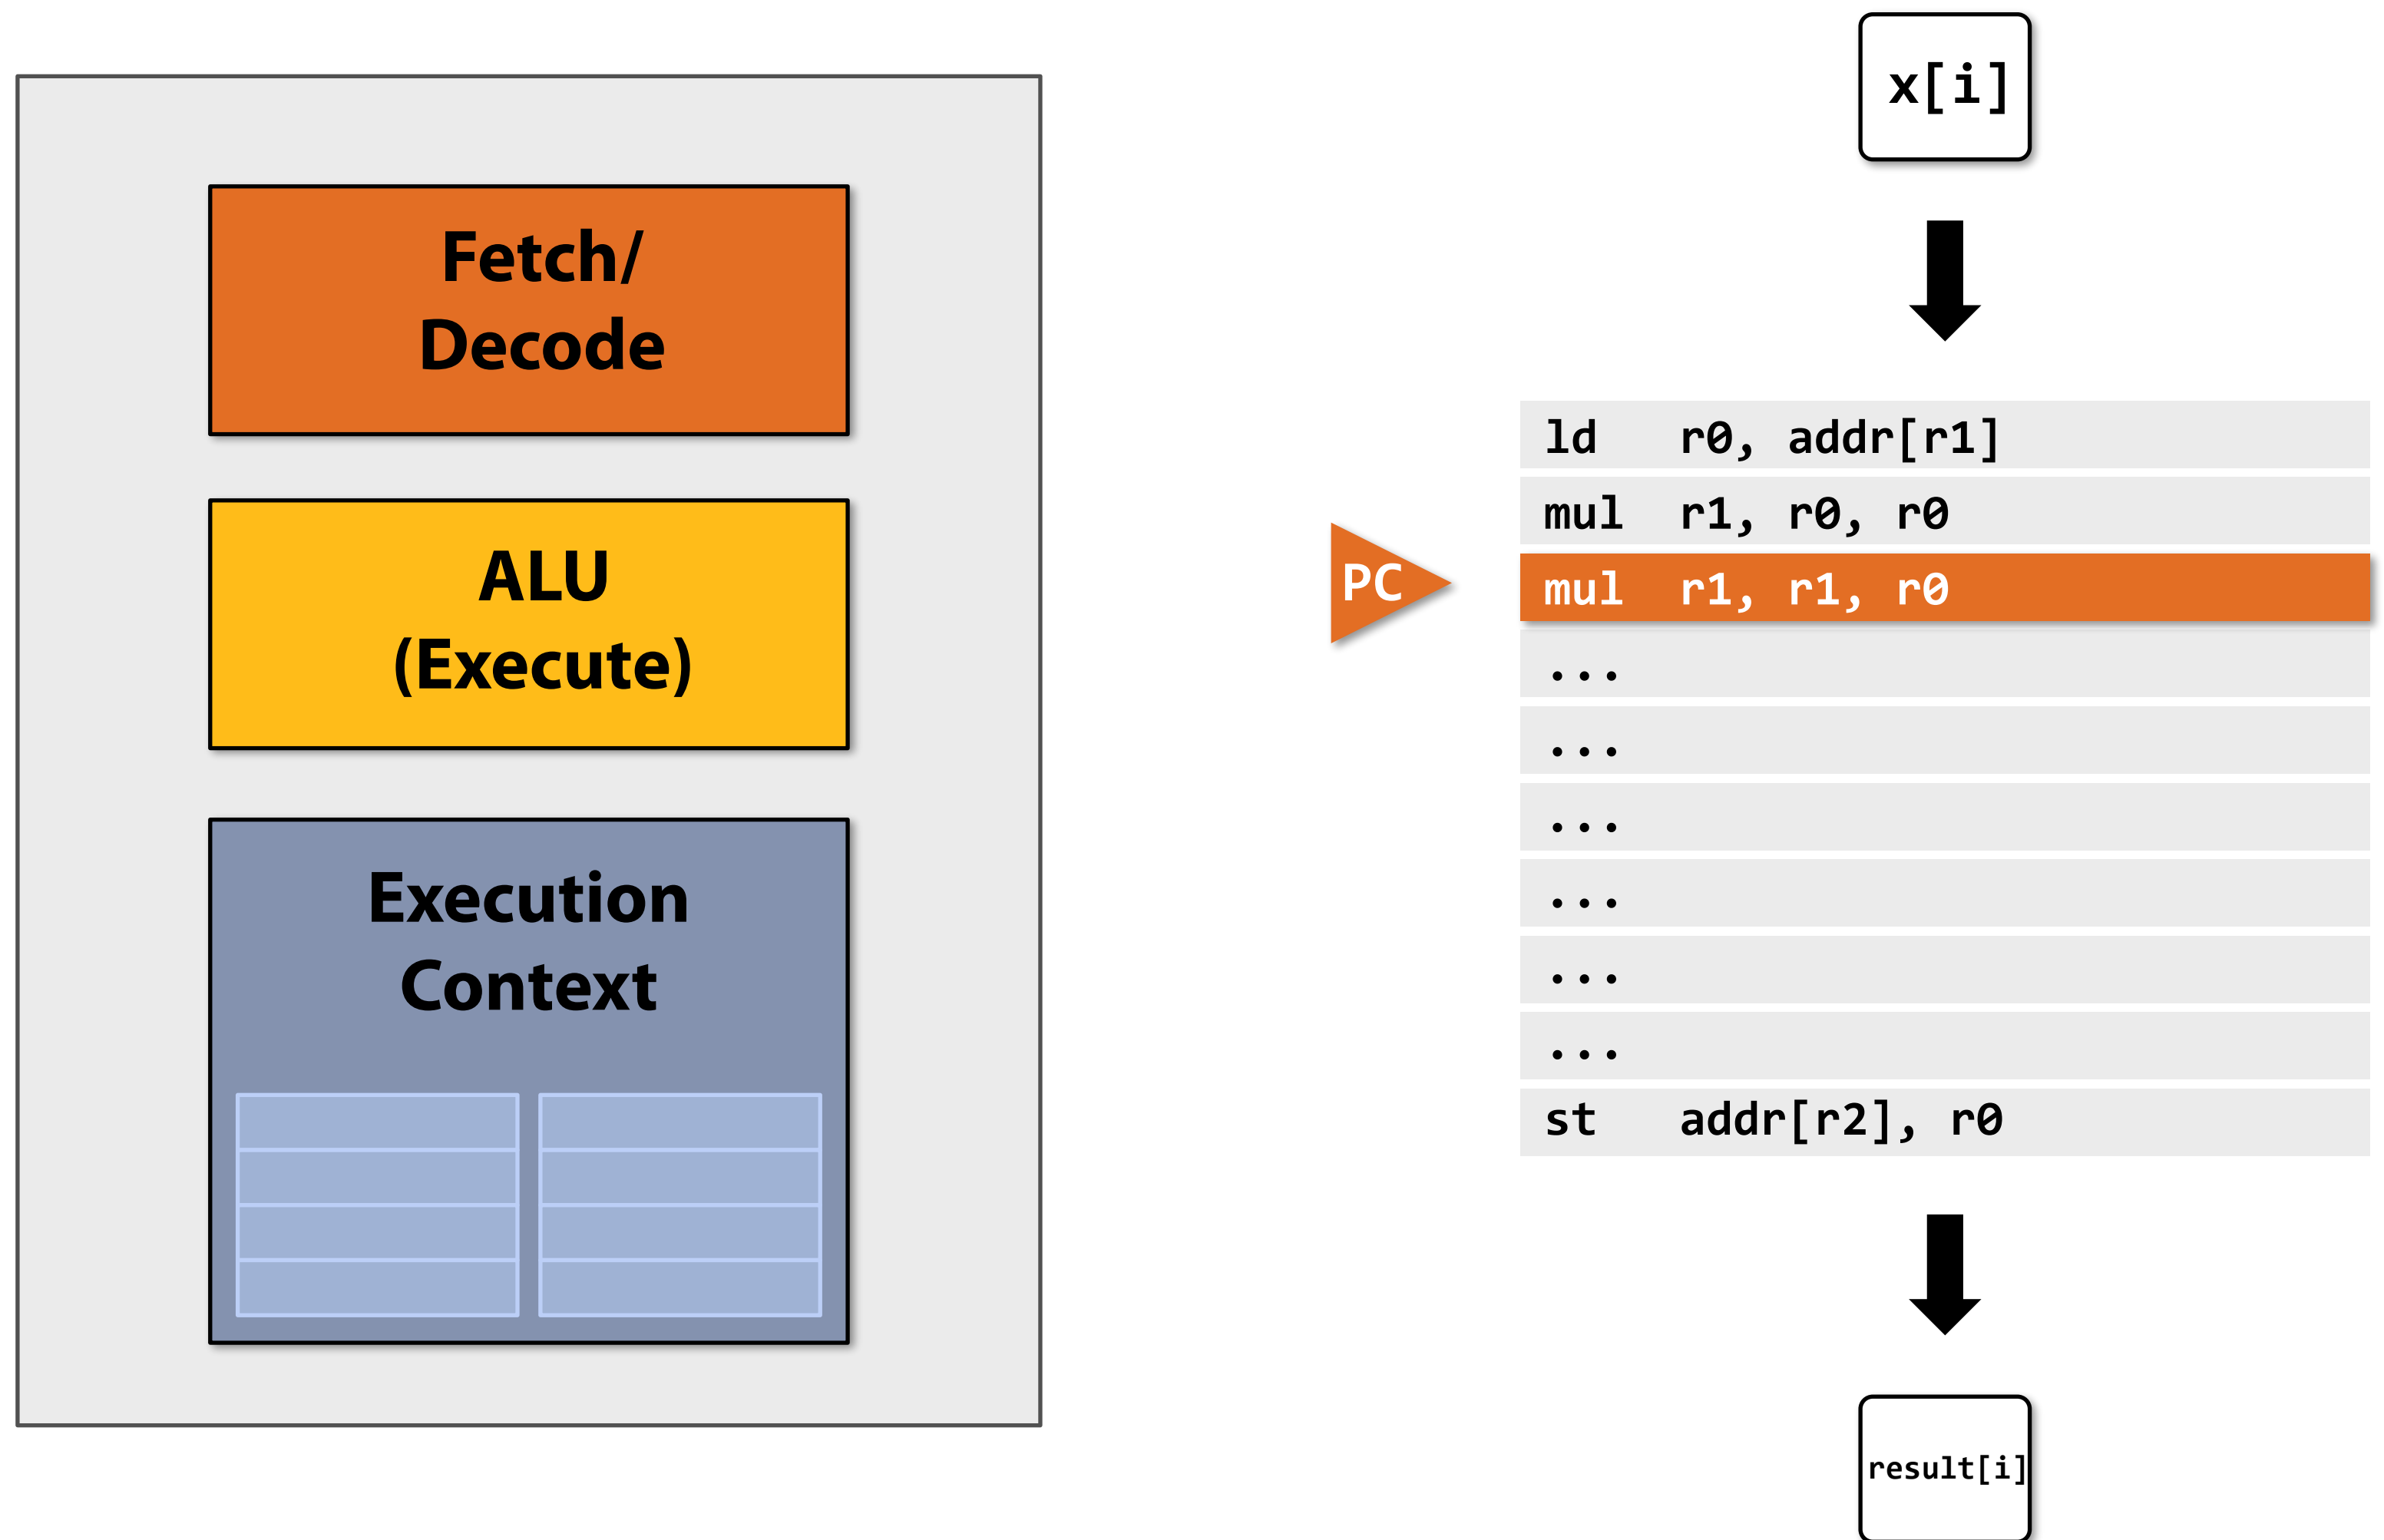 Fetch/
Decode
ALU
(Execute)
Execution
Context
x[i]
PC
ld r0, addr[r1]
mul r1, r0, r0
mul r1, r1, r0
...
...
...
...
...
...
st addr[r2], r0
result[i]